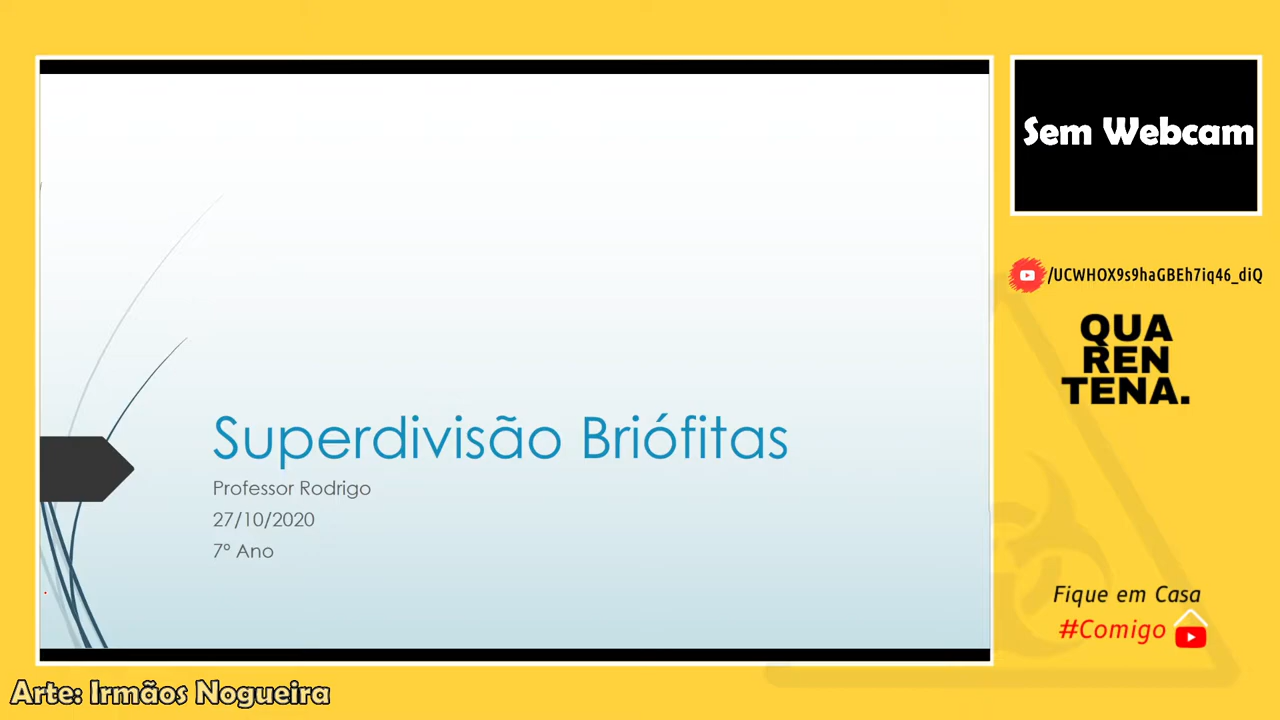 Superdivisão Briófitas
Professor Rodrigo
27/10/2020
7º Ano
Sem Webcam
/UCWHOX9s9haGBEh7iq46_diQ
QUA
REN
TENA.
Fique em Casa
#Comigo
Arte: Irmãos Nogueira